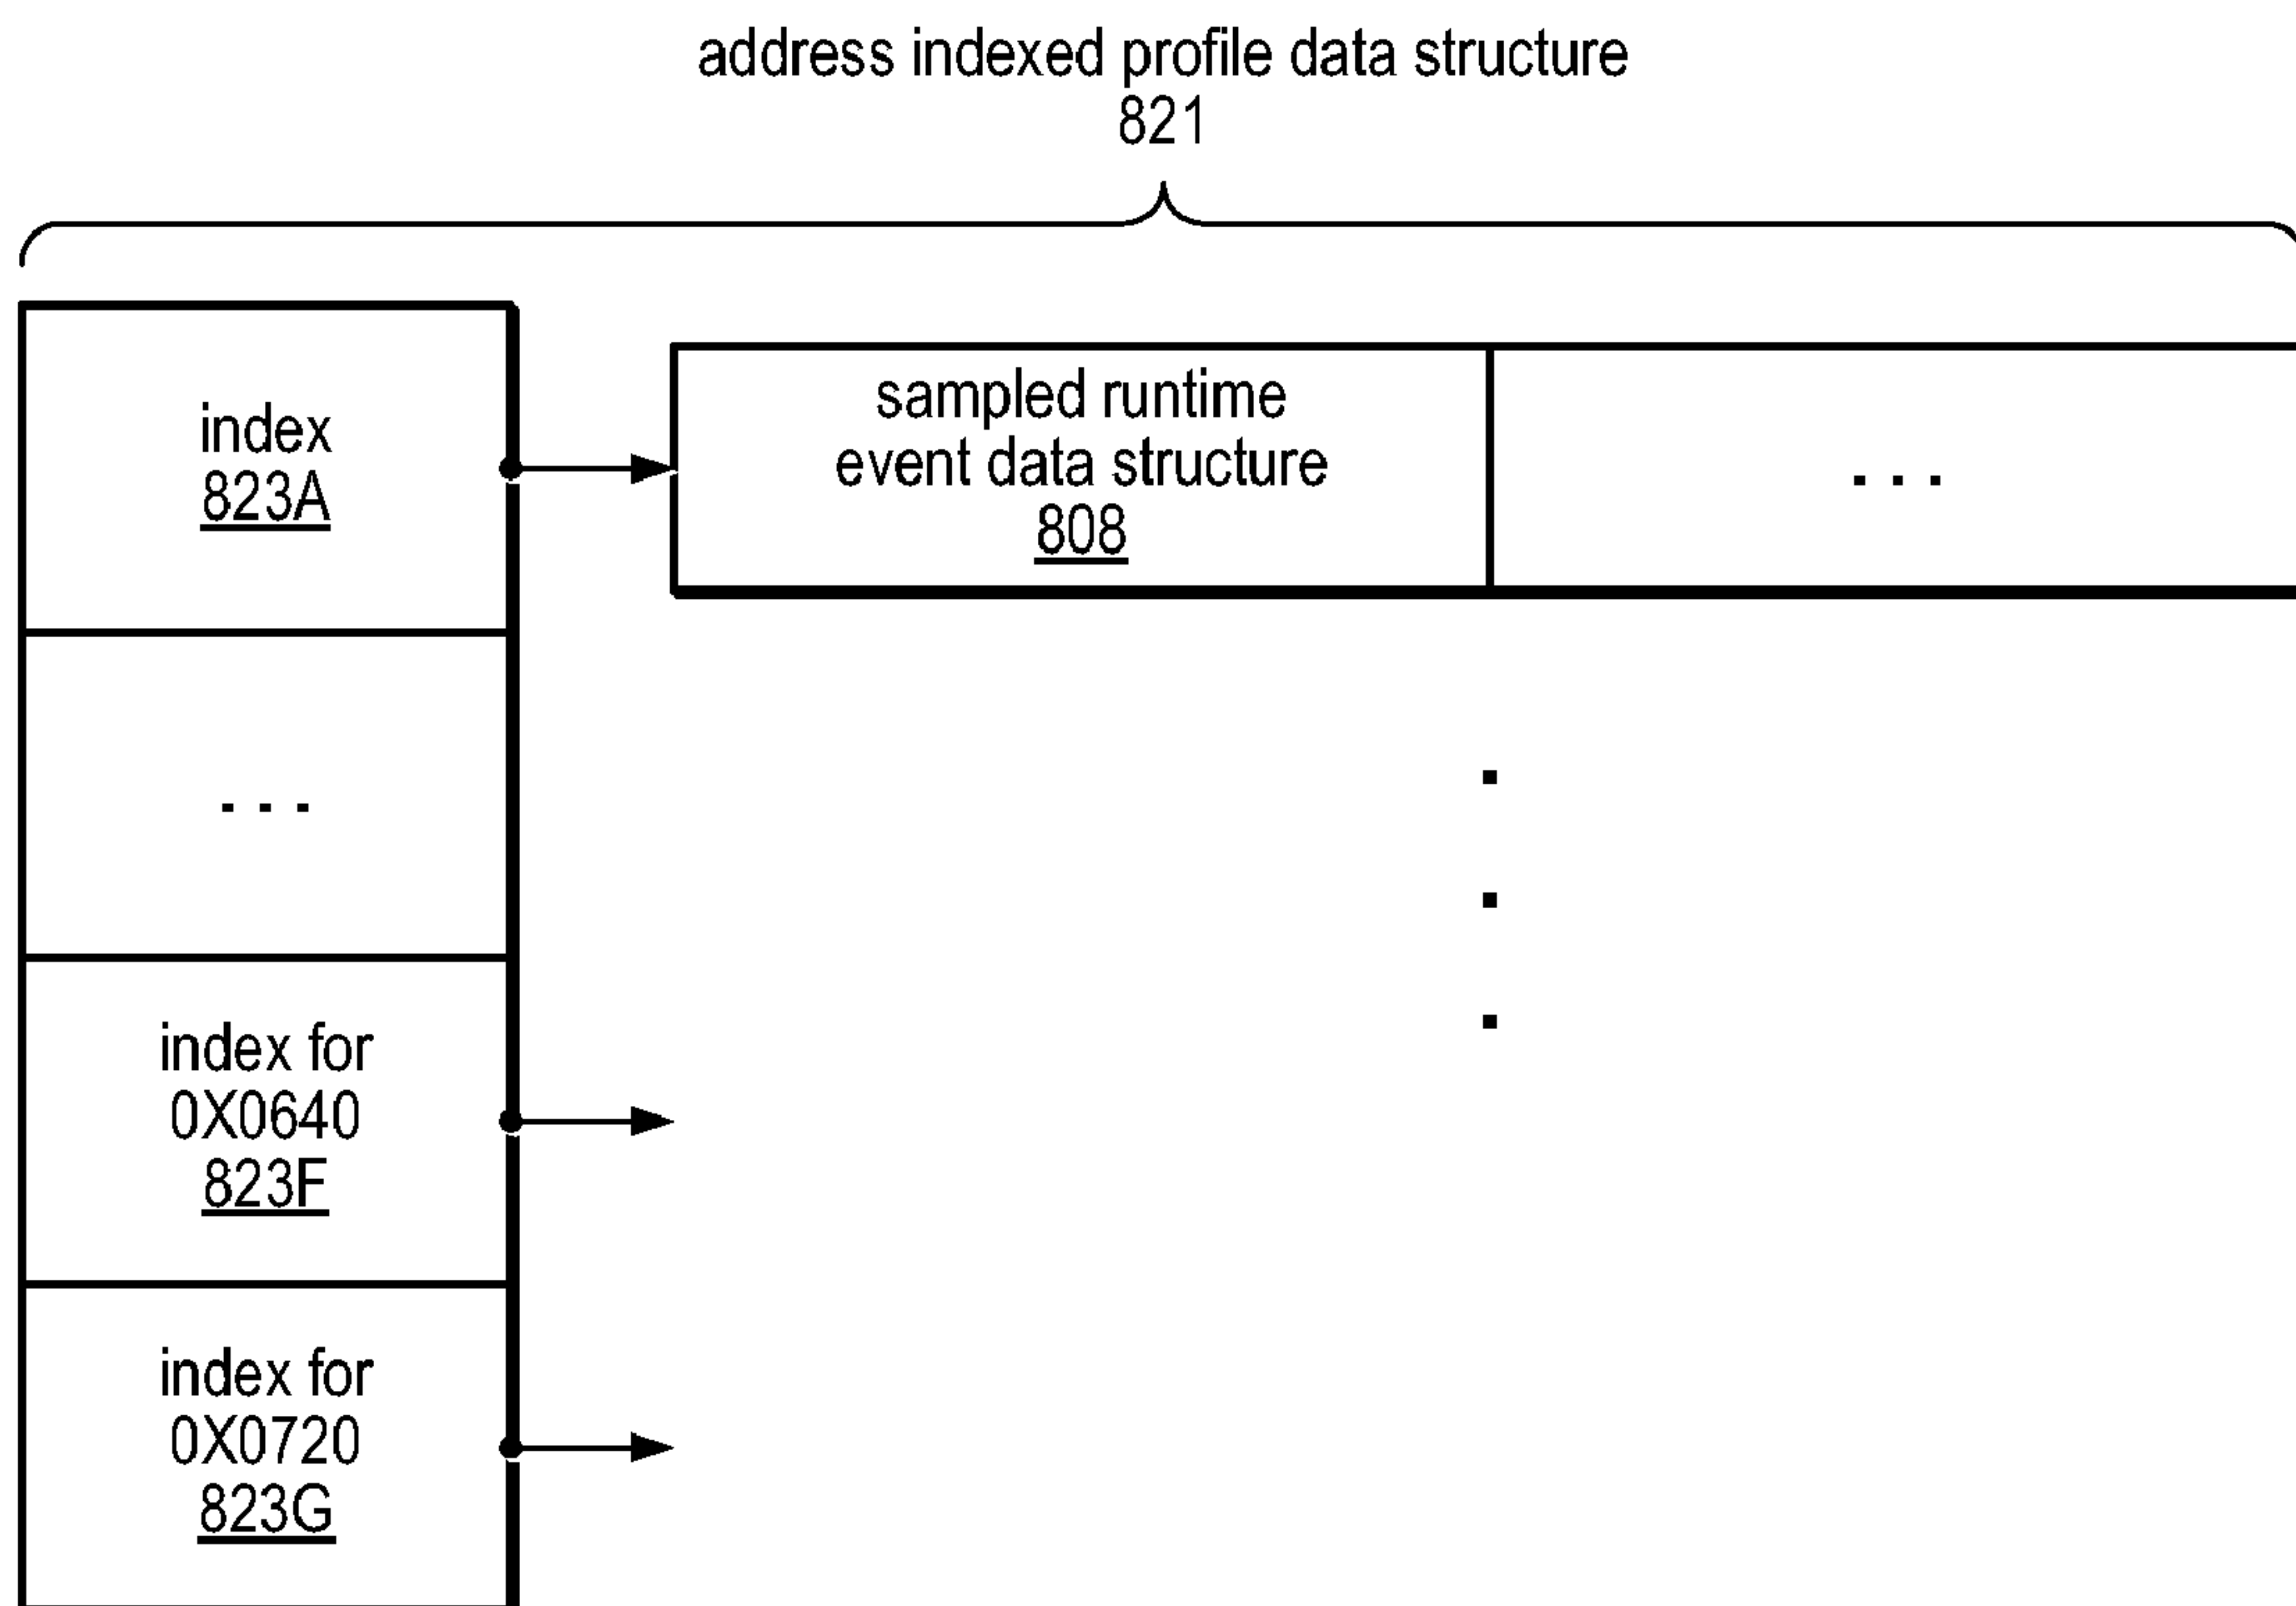 address indexed profile data structure
821
index
823A
sampled runtime
event data structure
808
. . .
. . .
index for
0X0640
823F
index for
0X0720
823G